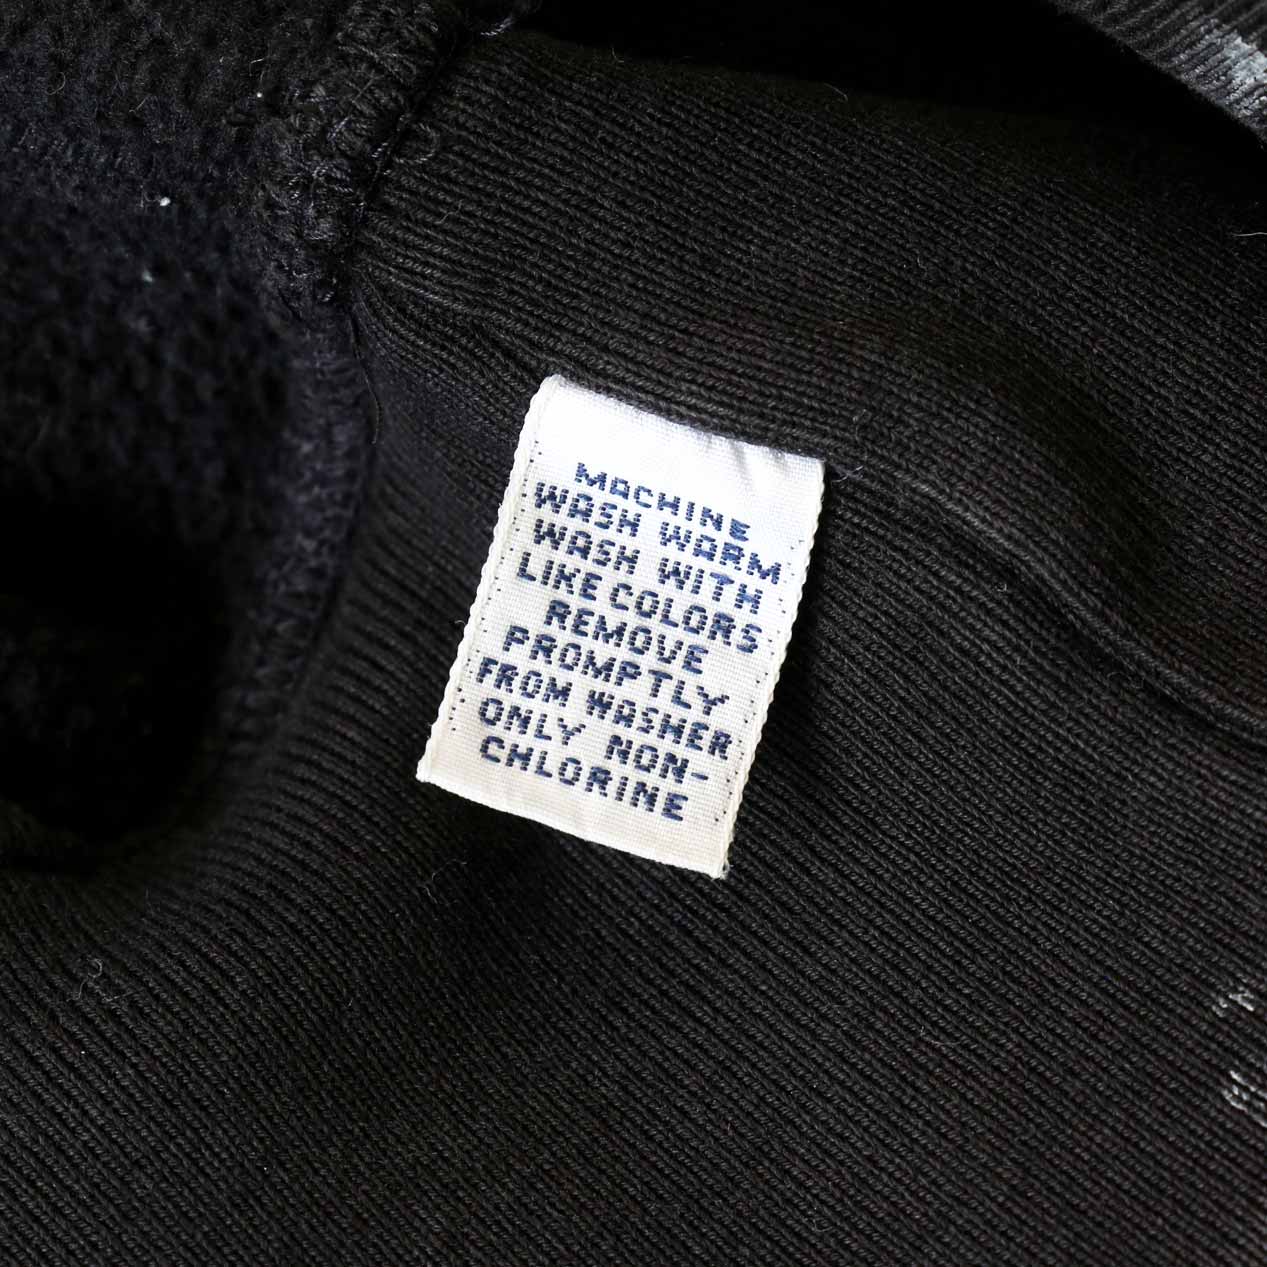 MACHINE
WASH WARM
WASH WITH
LIKE COLORS
REMOVE
PROMPTLY
FROM WASHER
ONLY NON-
CHLORINE